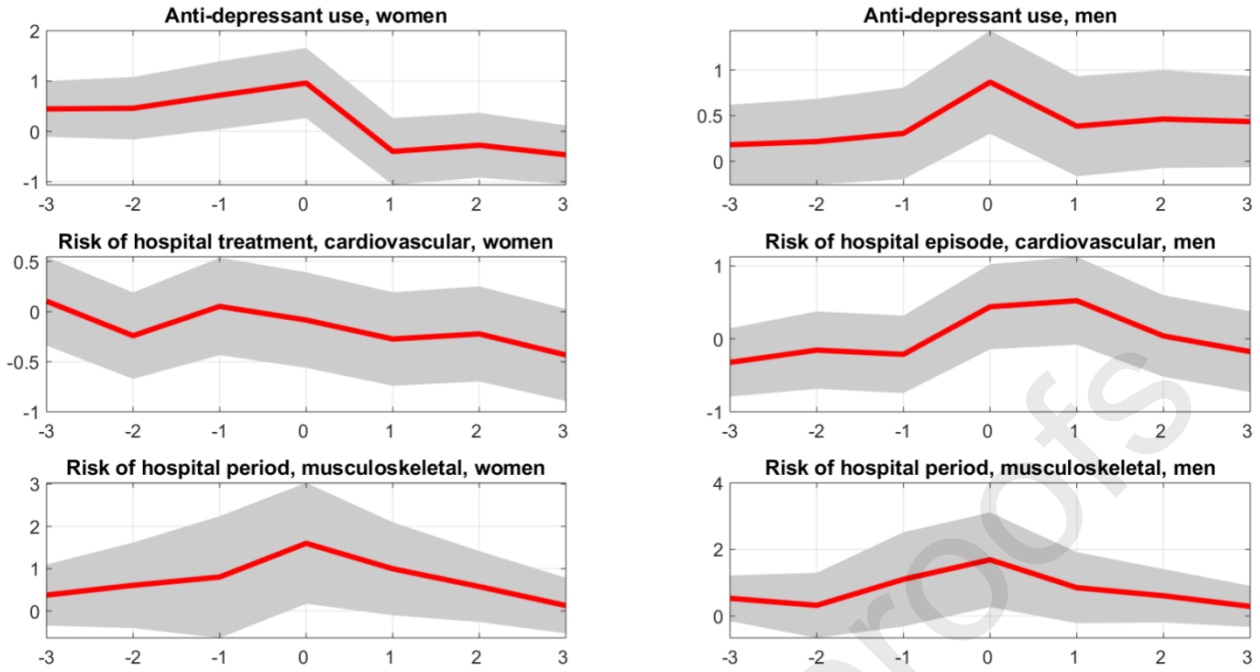 Anti-depressant use, women
2
1
0
-1
-3 -2 -1 0 1 2 3
Anti-depressant use, men
1
0.5
0
-3 -2 -1 0 1 2 3
Risk of hospital treatment, cardiovascular, women
0.5
0
-0.5
-1
-3 -2 -1 0 1 2 3
Risk of hospital episode, cardiovascular, men
1
0
-1
-3 -2 -1 0 1 2 3
Risk of hospital period, musculoskeletal, women
3
2
1
0
-3 -2 -1 0 1 2 3
Risk of hospital period, musculoskeletal, men
4
2
0
-3 -2 -1 0 1 2 3
roofs